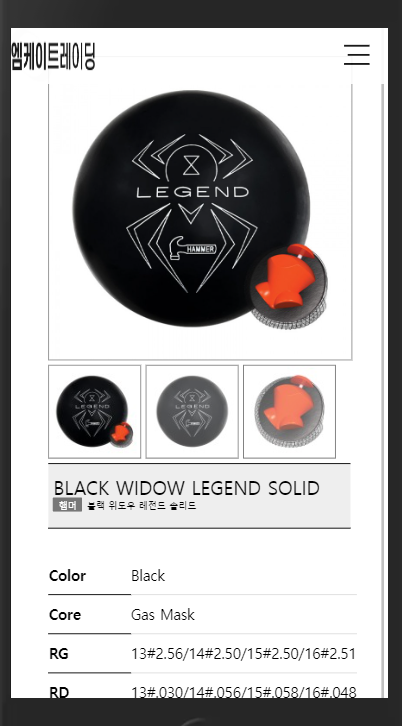 엠케이트레이딩
LEGEND
HAMMER
LEGEND
LEGEND
BLACK WIDOW LEGEND SOLID
햄머 블랙 위도우 레전드 솔리드
Color Black
Core Gas Mask
RG 13#2.56/14#2.50/15#2.50/16#2.51
RD 13#.030/14#.056/15#.058/16#.048